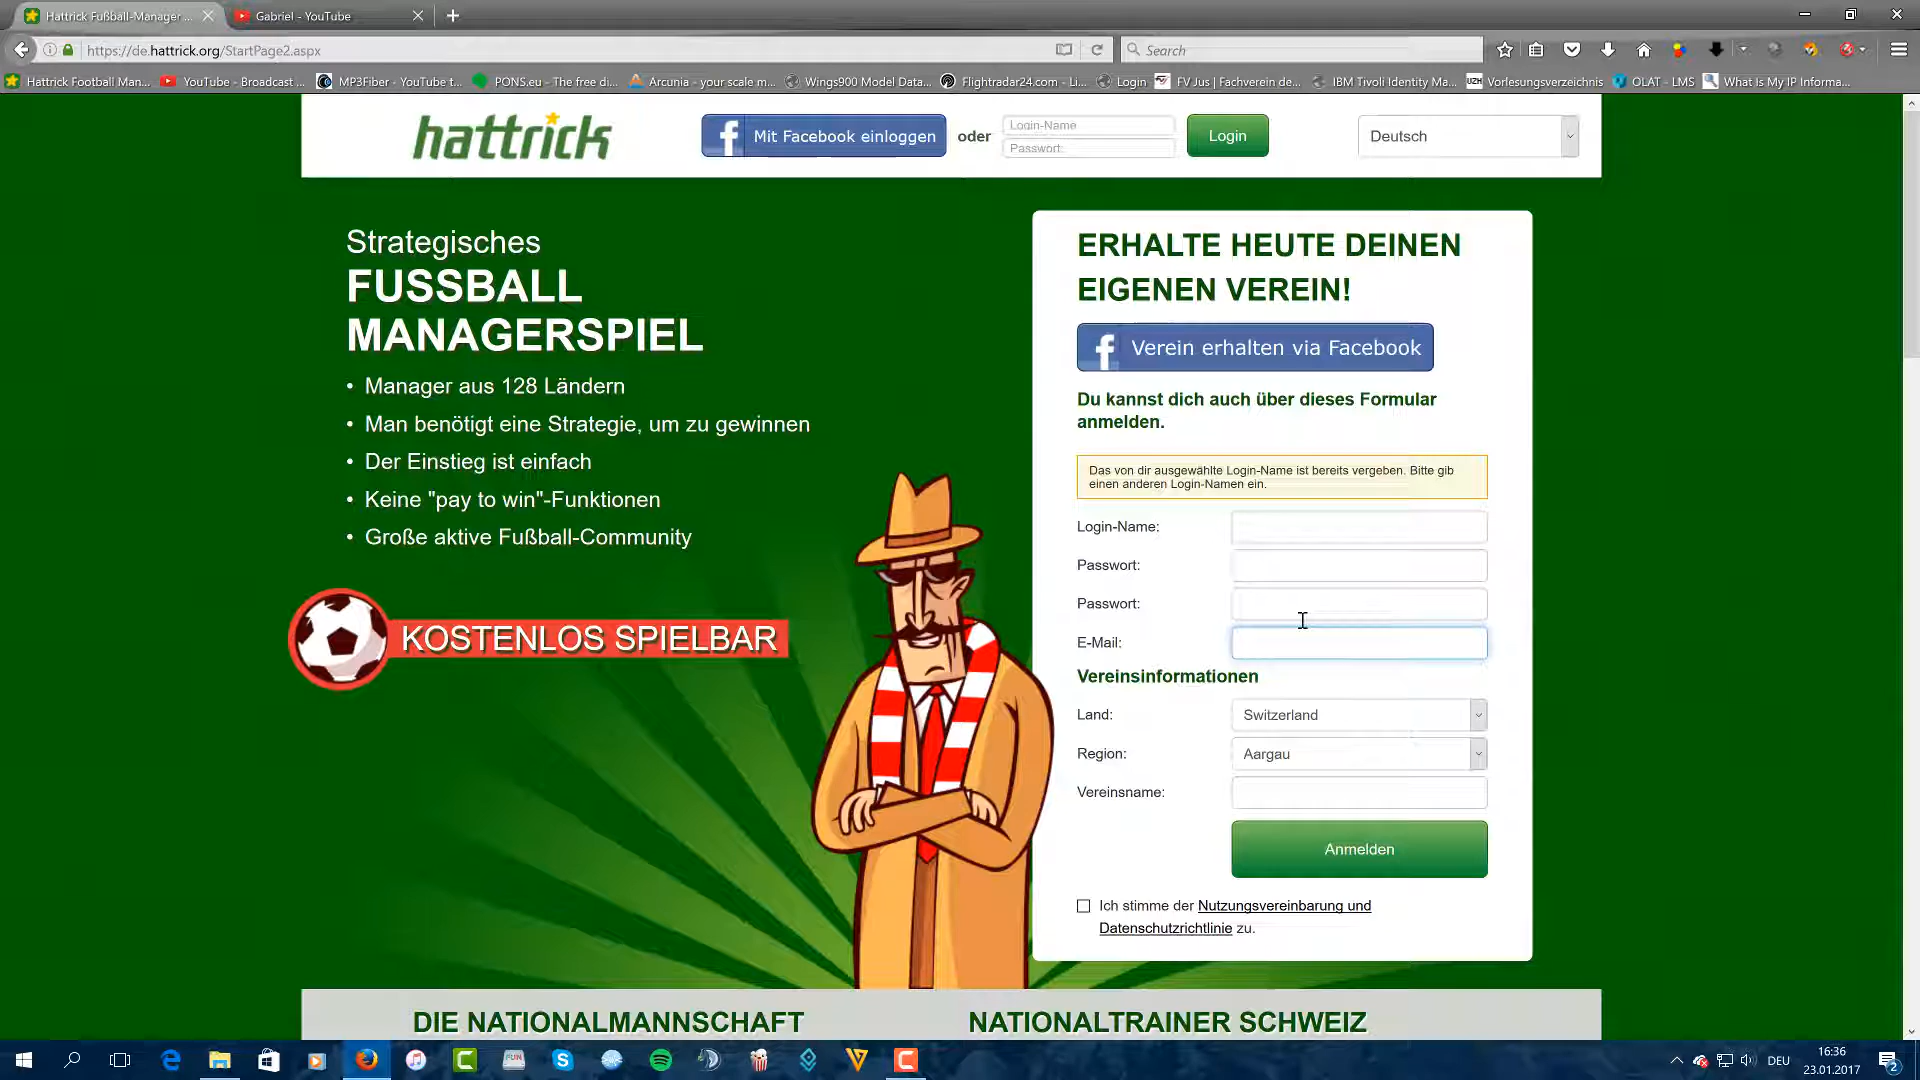 Hattrick Fußball-Manager ...
Gabriel - YouTube
https://de.hattrick.org/StartPage2.aspx
Search
Hattrick Football Man...
YouTube - Broadcast ...
MP3Fiber - YouTube t...
PONS.eu - The free di...
Arcunia - your scale m...
Wings900 Model Data...
Flightradar24.com - Li...
Login
FV Jus | Fachverein de...
IBM Tivoli Identity Ma...
UZH Vorlesungsverzeichnis
OLAT - LMS
What Is My IP Informa...
hattrick
Mit Facebook einloggen
oder
Login-Name
Passwort:
Login
Deutsch
Strategisches
FUSSBALL
MANAGERSPIEL
• Manager aus 128 Ländern
• Man benötigt eine Strategie, um zu gewinnen
• Der Einstieg ist einfach
• Keine "pay to win"-Funktionen
• Große aktive Fußball-Community
KOSTENLOS SPIELBAR
ERHALTE HEUTE DEINEN
EIGENEN VEREIN!
Verein erhalten via Facebook
Du kannst dich auch über dieses Formular
anmelden.
Das von dir ausgewählte Login-Name ist bereits vergeben. Bitte gib
einen anderen Login-Namen ein.
Login-Name:
Passwort:
Passwort:
E-Mail:
Vereinsinformationen
Land:
Switzerland
Region:
Aargau
Vereinsname:
Anmelden
Ich stimme der Nutzungsvereinbarung und
Datenschutzrichtlinie zu.
DIE NATIONALMANNSCHAFT
NATIONALTRAINER SCHWEIZ
FUN
DEU
16:36
23.01.2017
2